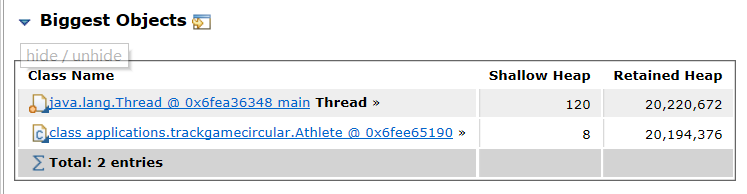 Biggest Objects
hide / unhide
Class Name Shallow Heap Retained Heap
java.lang.Thread @ 0x6fea36348 main Thread » 120 20,220,672
class applications.trackgamecircular.Athlete @ 0x6fee65190 » 8 20,194,376
Total: 2 entries